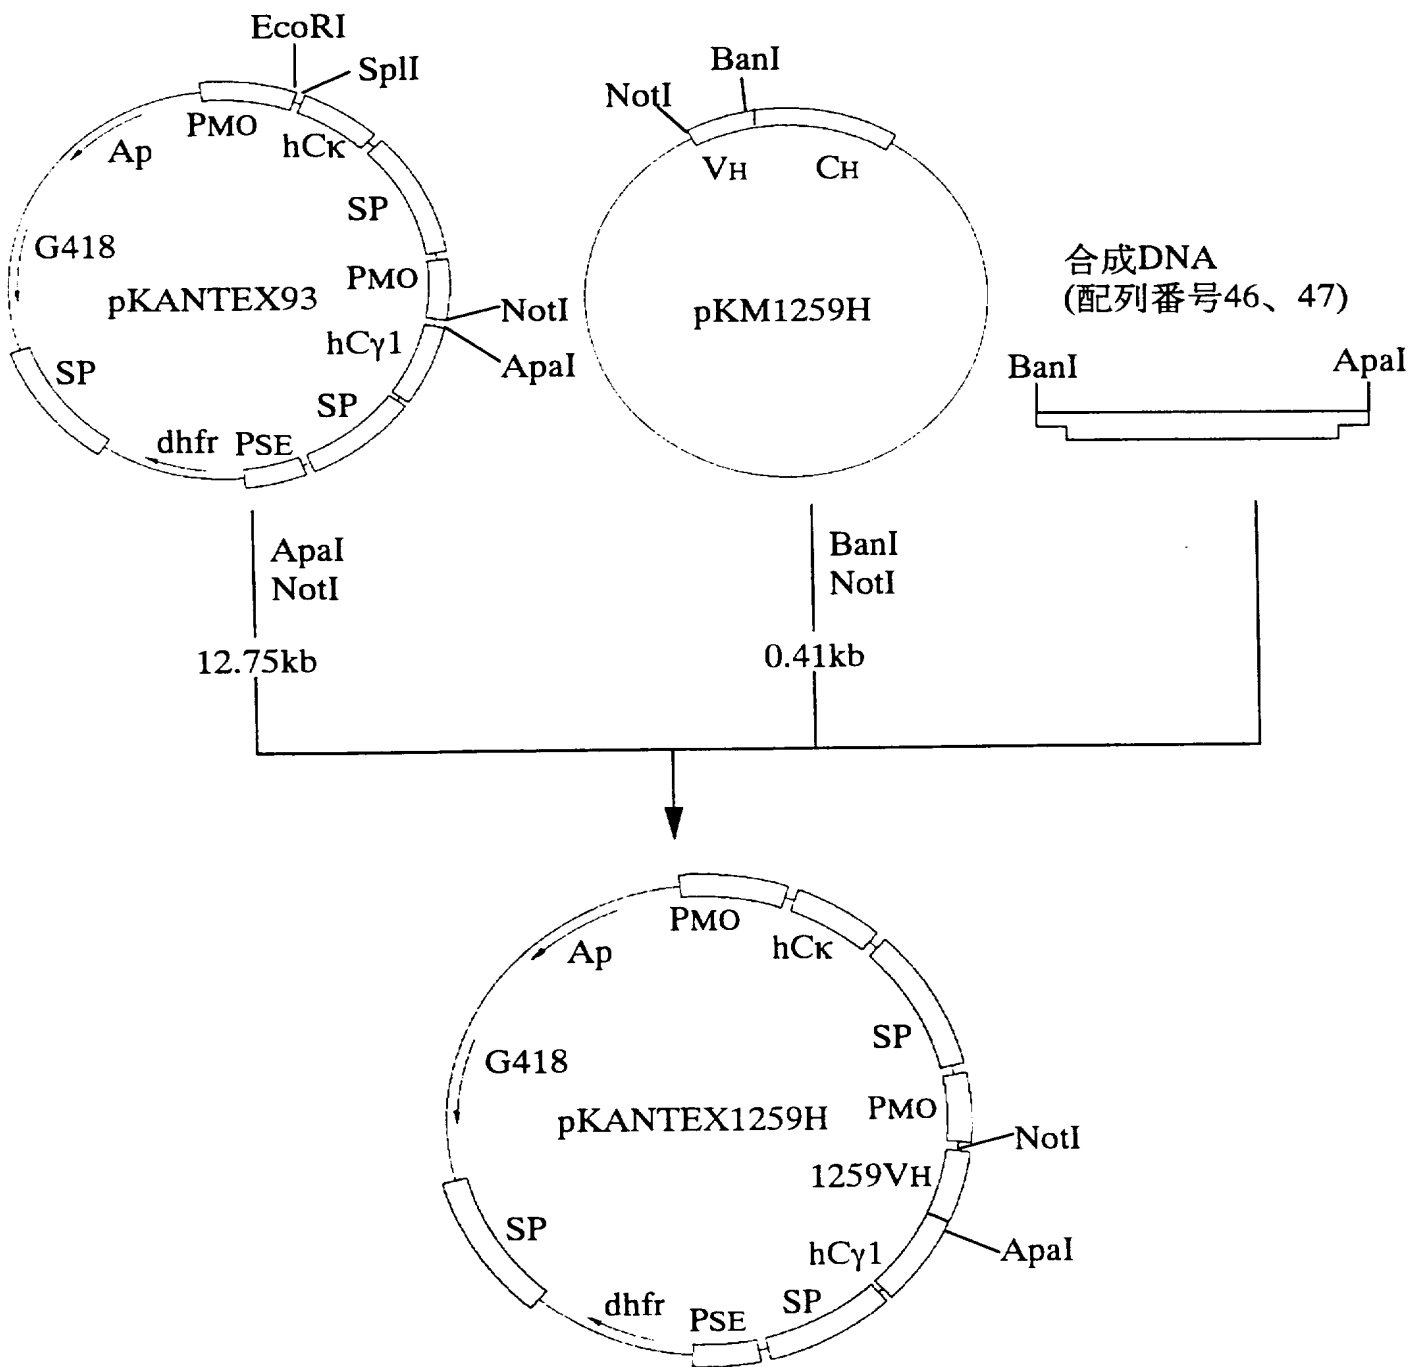 EcoRI
SplI
PMO
hCκ
Ap
SP
G418
PMO
pKANTEX93
NotI
hCγ1
ApaI
SP
SP
dhfr
PSE
BanI
NotI
VH
CH
pKM1259H
合成DNA
(配列番号46、47)
BanI
ApaI
ApaI
NotI
12.75kb
BanI
NotI
0.41kb
PMO
hCκ
Ap
SP
G418
PMO
pKANTEX1259H
NotI
1259VH
SP
hCγ1
ApaI
SP
dhfr
PSE